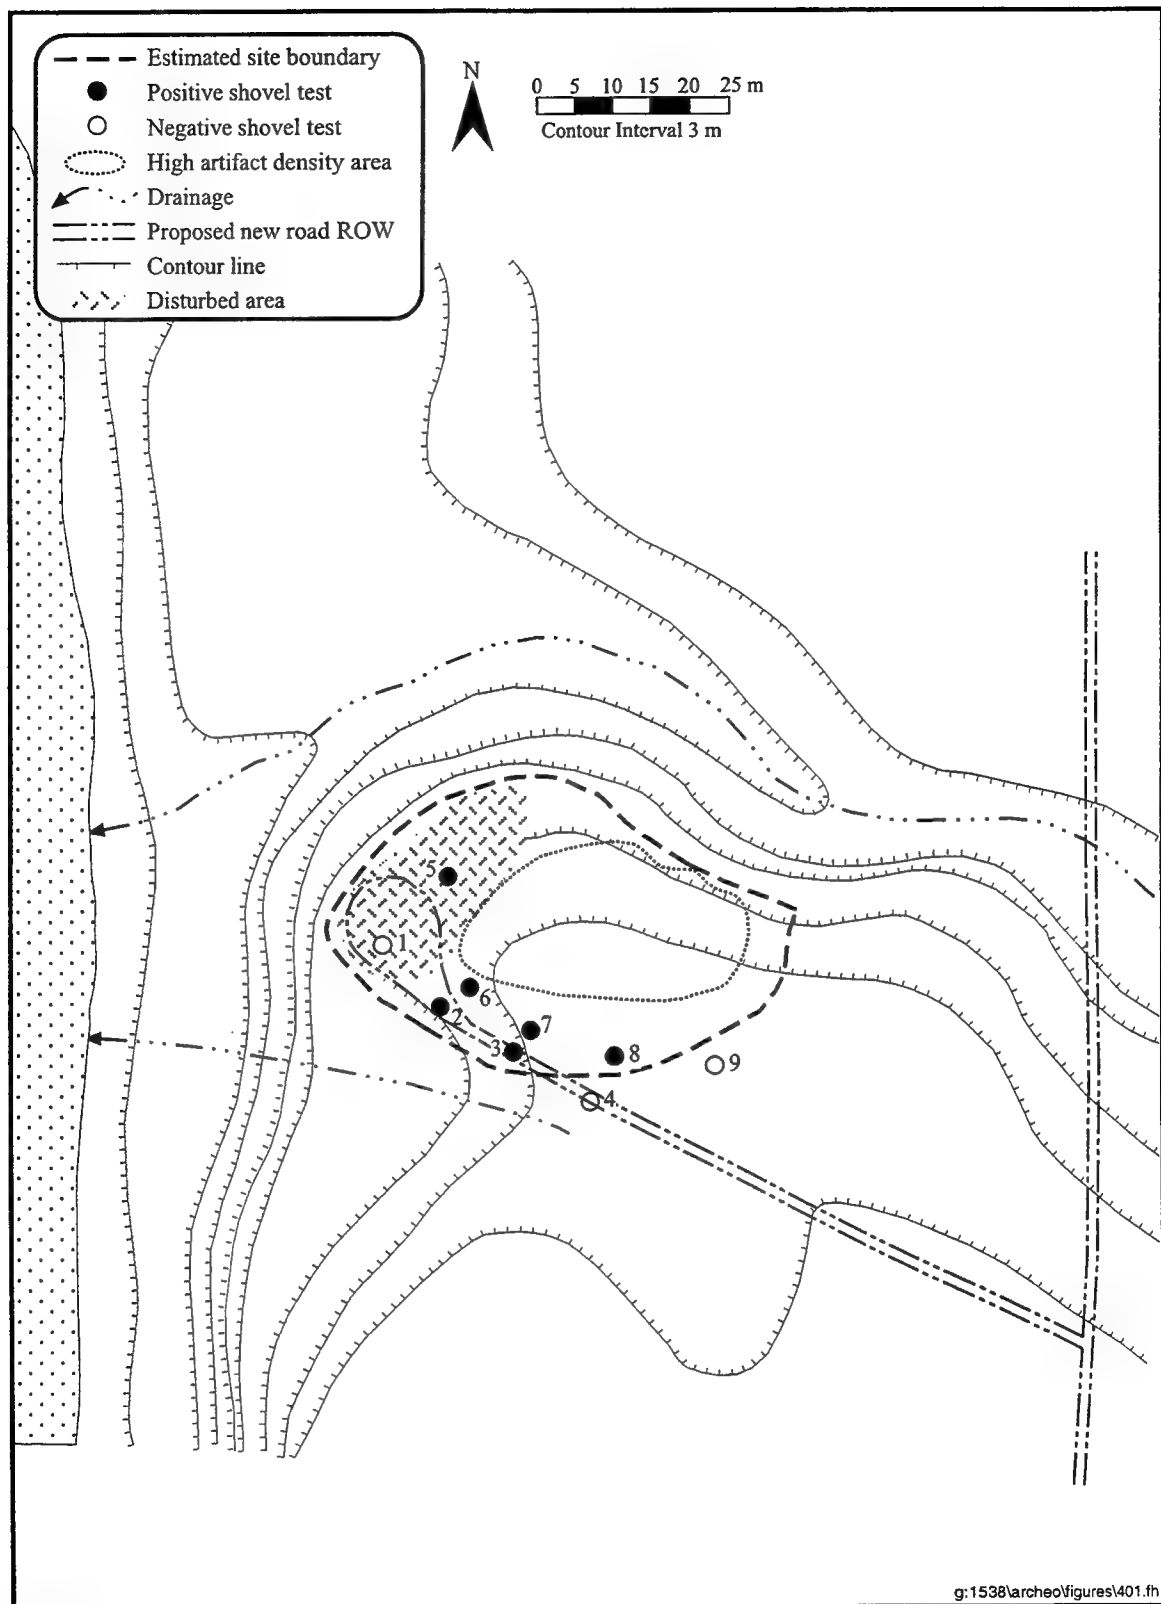 Estimated site boundary
Positive shovel test
Negative shovel test
High artifact density area
Drainage
Proposed new road ROW
Contour line
Disturbed area
N
0 5 10 15 20 25 m
Contour Interval 3 m
5
1
6
2
7
3
8
9
4
g:1538\archeo\figures\401.fh